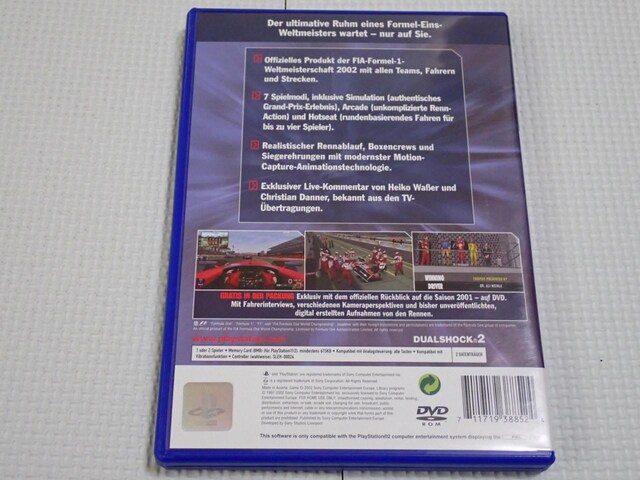 Der ultimative Ruhm eines Formel-Eins-
Weltmeisters wartet – nur auf Sie.
Offizielles Produkt der FIA-Formel-1-
Weltmeisterschaft 2002 mit allen Teams, Fahrern
und Strecken.
7 Spielmodi, inklusive Simulation (authentisches
Grand-Prix-Erlebnis), Arcade (unkomplizierte Renn-
Action) und Hotseat (rundenbasierendes Fahren für
bis zu vier Spieler).
Realistischer Rennablauf, Boxencrews und
Siegerehrungen mit modernster Motion-
Capture-Animationstechnologie.
Exklusiver Live-Kommentar von Heiko Waßer und
Christian Danner, bekannt aus den TV-
Übertragungen.
WINNING
DRIVER
GRATIS IN DER PACKUNG Exklusiv mit dem offiziellen Rückblick auf die Saison 2001 – auf DVD.
Mit Fahrerinterviews, verschiedenen Kameraperspektiven und bisher unveröffentlichten,
digital erstellten Aufnahmen von den Rennen.
DUALSHOCK 2
DVD
ROM
7 11719 38852
This software is only compatible with the PlayStation®2 computer entertainment system displaying the